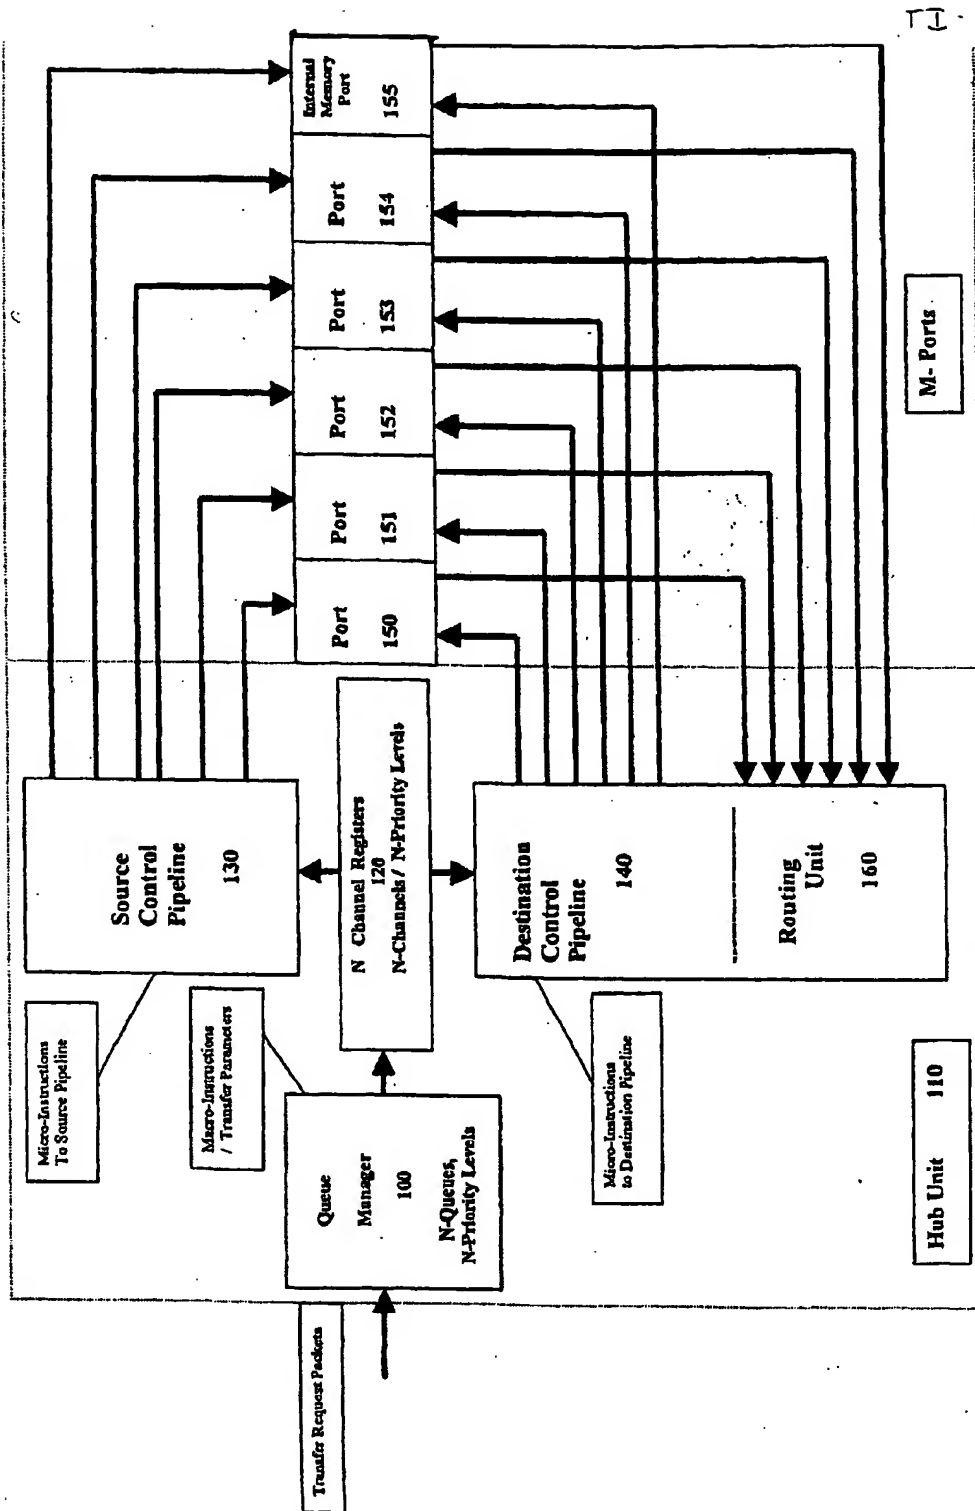 Transfer Request Packets
Queue
Manager
100
N-Queues,
N-Priority Levels
Micro-Instructions
To Source Pipeline
Macro-Instructions
/ Transfer Parameters
Micro-Instructions
to Destination Pipeline
Hub Unit 110
Source
Control
Pipeline
130
N Channel Registers
120
N-Channels / N-Priority Levels
Destination
Control
Pipeline
140
Routing
Unit
160
Port
150
Port
151
Port
152
Port
153
Port
154
Internal
Memory
Port
155
M- Ports